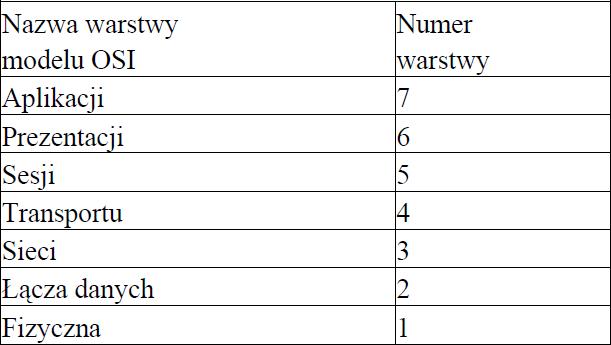 Nazwa warstwy Numer
modelu OSI warstwy
Aplikacji 7
Prezentacji 6
Sesji 5
Transportu 4
Sieci 3
Łącza danych 2
Fizyczna 1